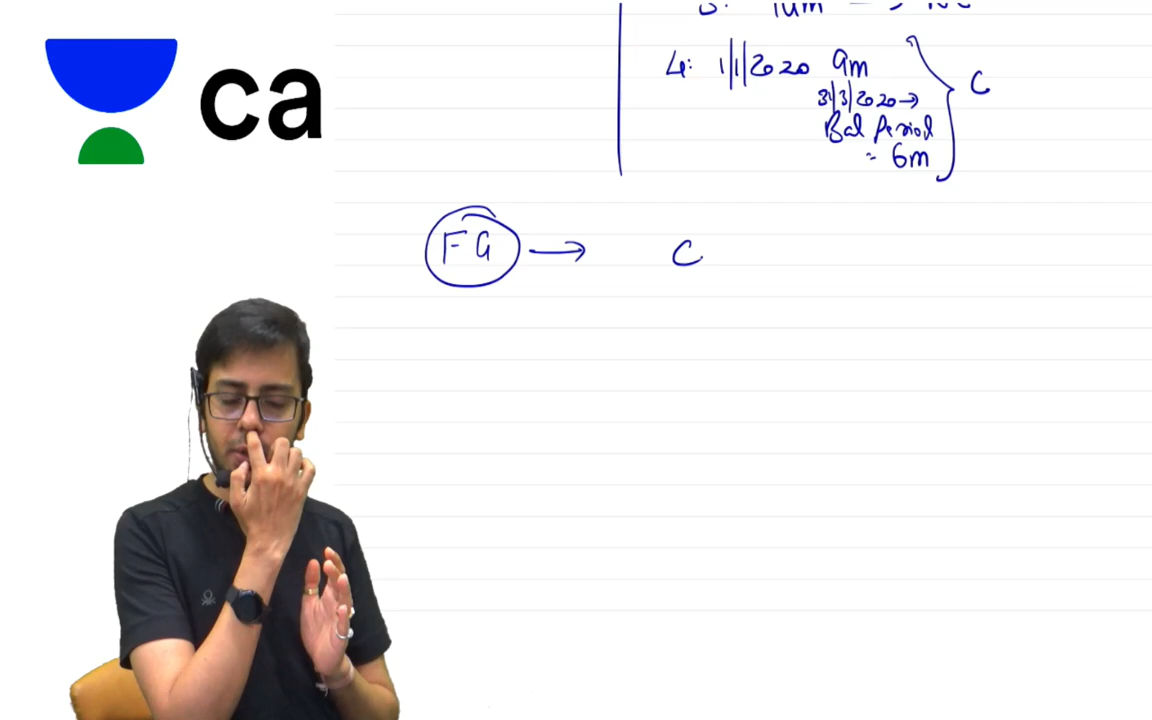 ca
4: 1/1/2020 9m
31/3/2020 →
Bal Period
= 6m
C
FG → C